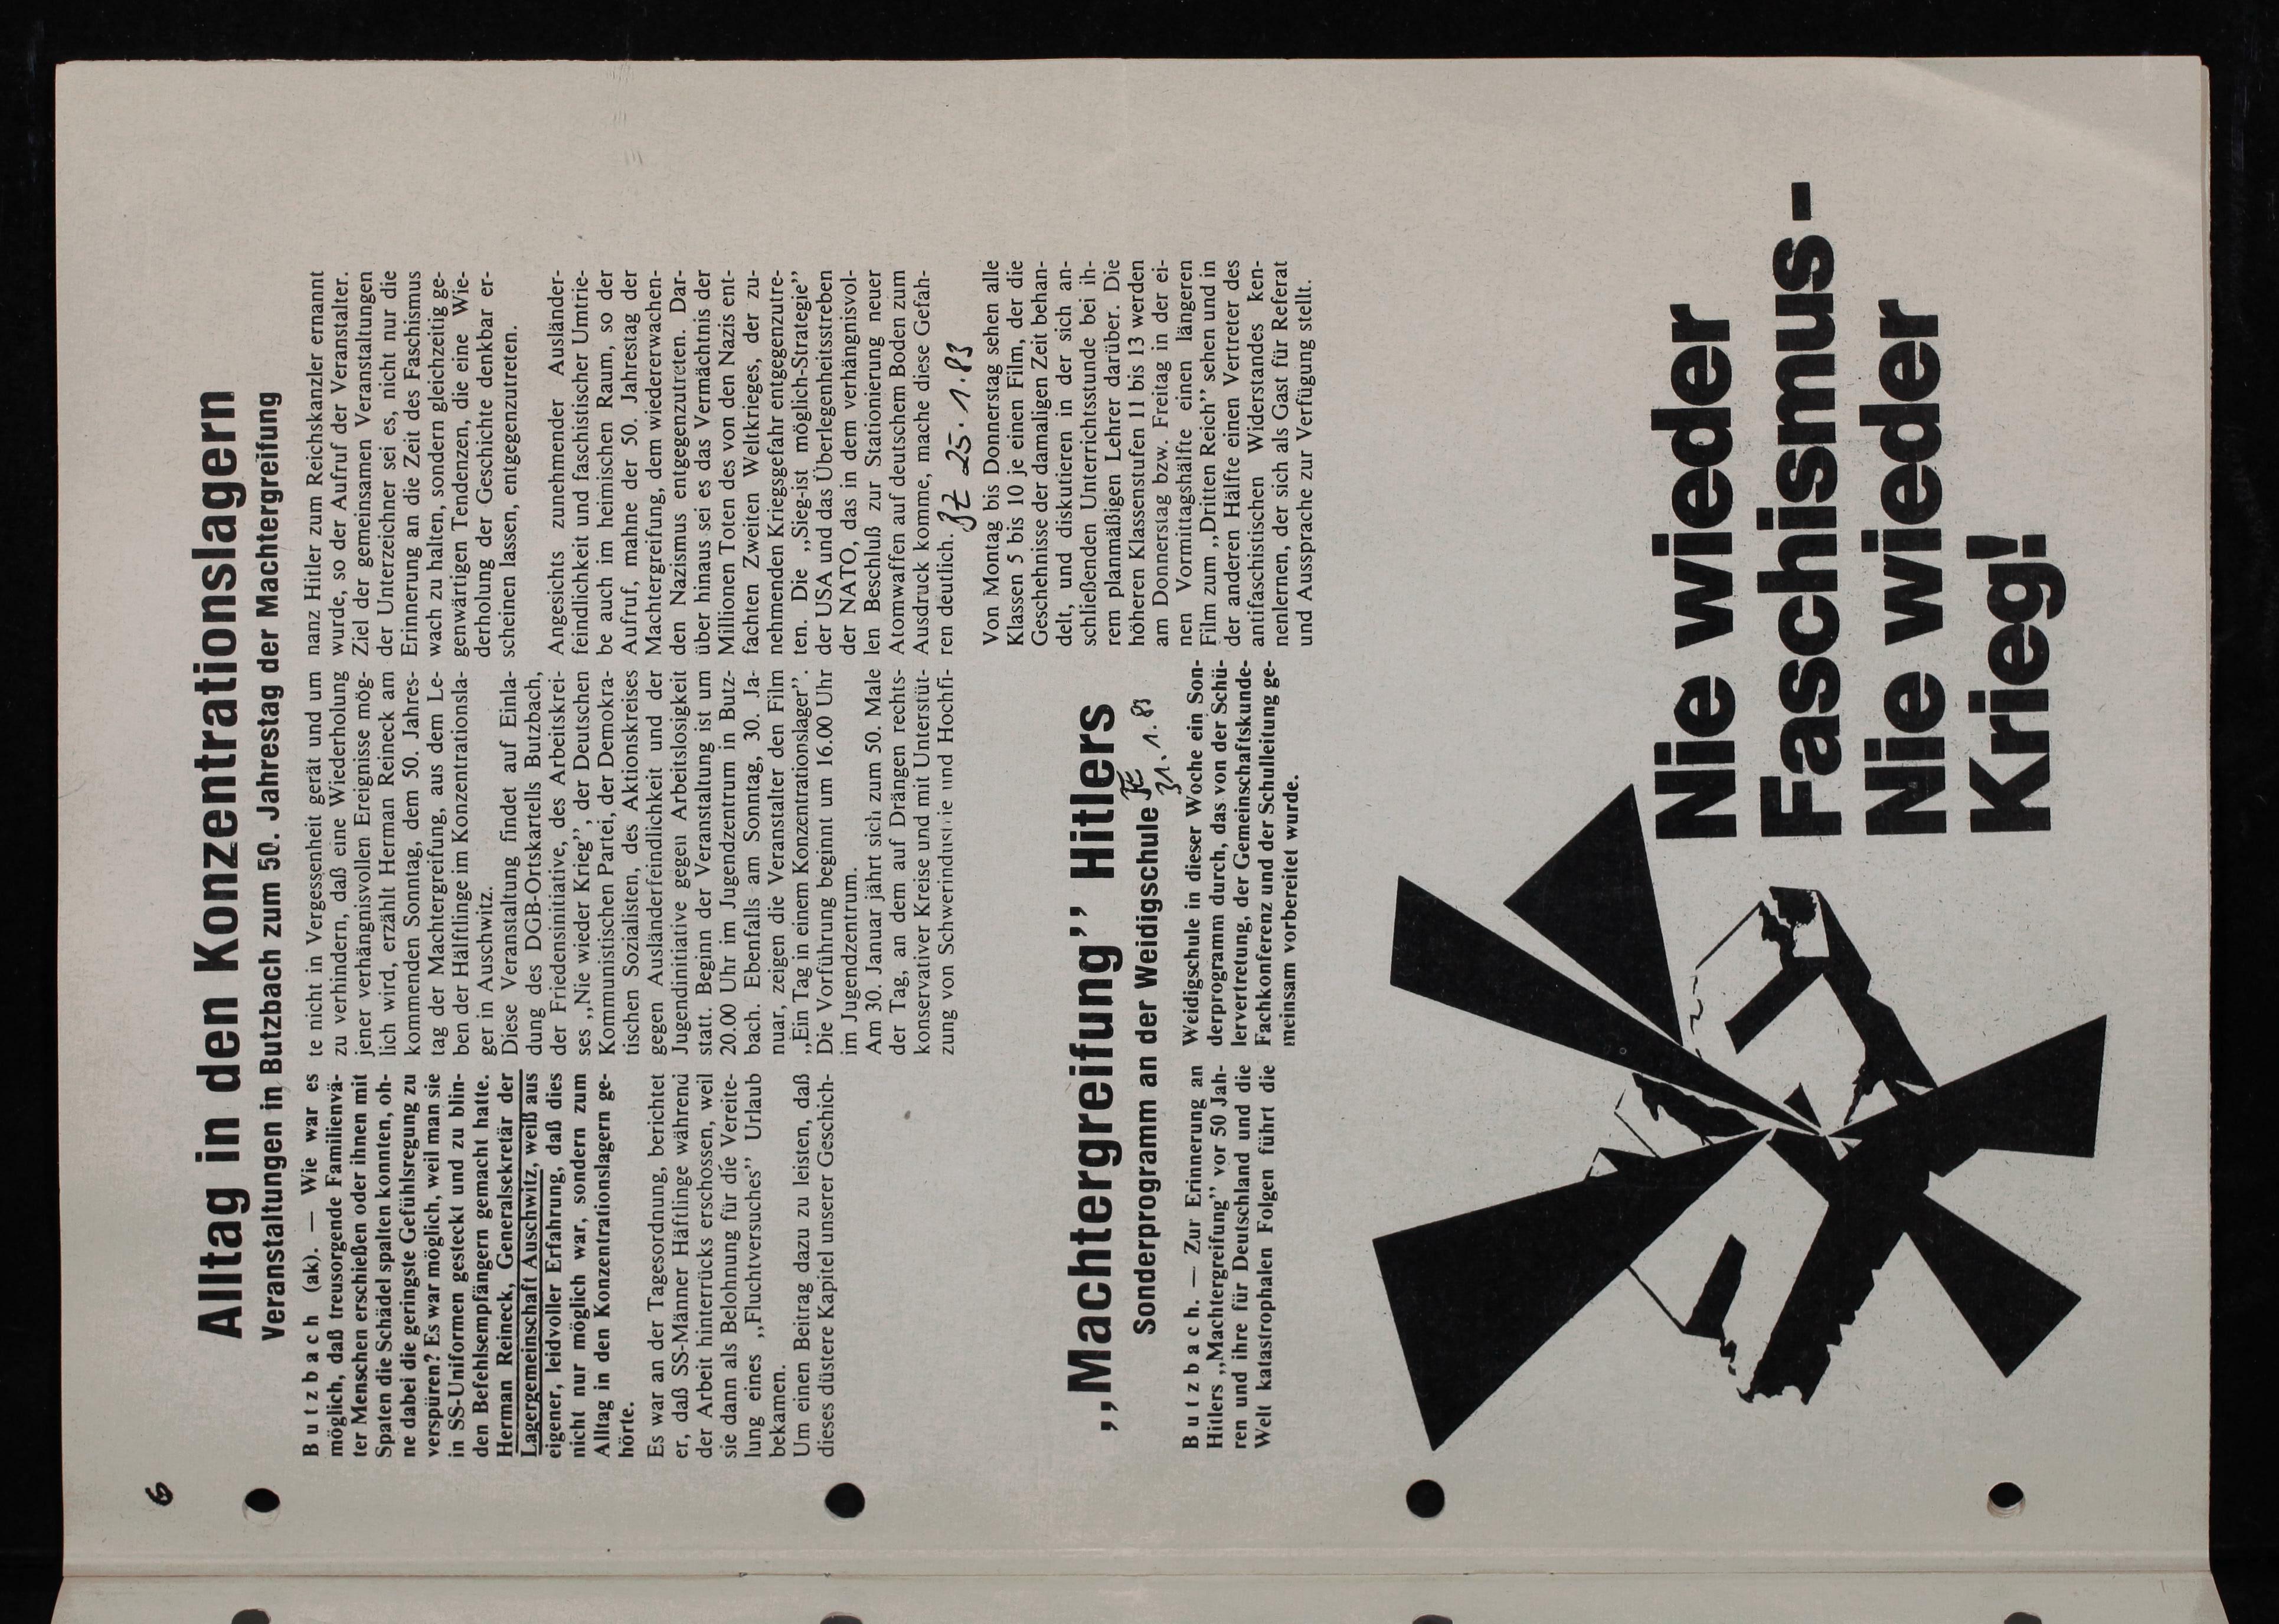 6
Alltag in den Konzentrationslagern
Veranstaltungen in Butzbach zum 50. Jahrestag der Machtergreifung
Butzbach (ak). — Wie war es
möglich, daß treusorgende Familienvä-
ter Menschen erschießen oder ihnen mit
Spaten die Schädel spalten konnten, oh-
ne dabei die geringste Gefühlsregung zu
verspüren? Es war möglich, weil man sie
in SS-Uniformen gesteckt und zu blin-
den Befehlsempfängern gemacht hatte.
Herman Reineck, Generalsekretär der
Lagergemeinschaft Auschwitz, weiß aus
eigener, leidvoller Erfahrung, daß dies
nicht nur möglich war, sondern zum
Alltag in den Konzentrationslagern ge-
hörte.
Es war an der Tagesordnung, berichtet
er, daß SS-Männer Häftlinge während
der Arbeit hinterrücks erschossen, weil
sie dann als Belohnung für die Vereite-
lung eines „Fluchtversuches” Urlaub
bekamen.
Um einen Beitrag dazu zu leisten, daß
dieses düstere Kapitel unserer Geschich-
te nicht in Vergessenheit gerät und um
zu verhindern, daß eine Wiederholung
jener verhängnisvollen Ereignisse mög-
lich wird, erzählt Herman Reineck am
kommenden Sonntag, dem 50. Jahres-
tag der Machtergreifung, aus dem Le-
ben der Hälftlinge im Konzentrationsla-
ger in Auschwitz.
Diese Veranstaltung findet auf Einla-
dung des DGB-Ortskartells Butzbach,
der Friedensinitiative, des Arbeitskrei-
ses „Nie wieder Krieg”, der Deutschen
Kommunistischen Partei, der Demokra-
tischen Sozialisten, des Aktionskreises
gegen Ausländerfeindlichkeit und der
Jugendinitiative gegen Arbeitslosigkeit
statt. Beginn der Veranstaltung ist um
20.00 Uhr im Jugendzentrum in Butz-
bach. Ebenfalls am Sonntag, 30. Ja-
nuar, zeigen die Veranstalter den Film
„Ein Tag in einem Konzentrationslager”.
Die Vorführung beginnt um 16.00 Uhr
im Jugendzentrum.
Am 30. Januar jährt sich zum 50. Male
der Tag, an dem auf Drängen rechts-
konservativer Kreise und mit Unterstüt-
zung von Schwerindustrie und Hochfi-
nanz Hitler zum Reichskanzler ernannt
wurde, so der Aufruf der Veranstalter.
Ziel der gemeinsamen Veranstaltungen
der Unterzeichner sei es, nicht nur die
Erinnerung an die Zeit des Faschismus
wach zu halten, sondern gleichzeitig ge-
genwärtigen Tendenzen, die eine Wie-
derholung der Geschichte denkbar er-
scheinen lassen, entgegenzutreten.
Angesichts zunehmender Ausländer-
feindlichkeit und faschistischer Umtrie-
be auch im heimischen Raum, so der
Aufruf, mahne der 50. Jahrestag der
Machtergreifung, dem wiedererwachen-
den Nazismus entgegenzutreten. Dar-
über hinaus sei es das Vermächtnis der
Millionen Toten des von den Nazis ent-
fachten Zweiten Weltkrieges, der zu-
nehmenden Kriegsgefahr entgegenzutre-
ten. Die „Sieg-ist möglich-Strategie”
der USA und das Überlegenheitsstreben
der NATO, das in dem verhängnisvol-
len Beschluß zur Stationierung neuer
Atomwaffen auf deutschem Boden zum
Ausdruck komme, mache diese Gefah-
ren deutlich. BZ 25.1.83
„Machtergreifung” Hitlers
Sonderprogramm an der Weidigschule
31.1.83
Butzbach. — Zur Erinnerung an
Hitlers „Machtergreifung” vor 50 Jah-
ren und ihre für Deutschland und die
Welt katastrophalen Folgen führt die
Weidigschule in dieser Woche ein Son-
derprogramm durch, das von der Schü-
lervertretung, der Gemeinschaftskunde-
Fachkonferenz und der Schulleitung ge-
meinsam vorbereitet wurde.
Von Montag bis Donnerstag sehen alle
Klassen 5 bis 10 je einen Film, der die
Geschehnisse der damaligen Zeit behan-
delt, und diskutieren in der sich an-
schließenden Unterrichtsstunde bei ih-
rem planmäßigen Lehrer darüber. Die
höheren Klassenstufen 11 bis 13 werden
am Donnerstag bzw. Freitag in der ei-
nen Vormittagshälfte einen längeren
Film zum „Dritten Reich” sehen und in
der anderen Hälfte einen Vertreter des
antifaschistischen Widerstandes ken-
nenlernen, der sich als Gast für Referat
und Aussprache zur Verfügung stellt.
Nie wieder
Faschismus-
Nie wieder
Krieg!